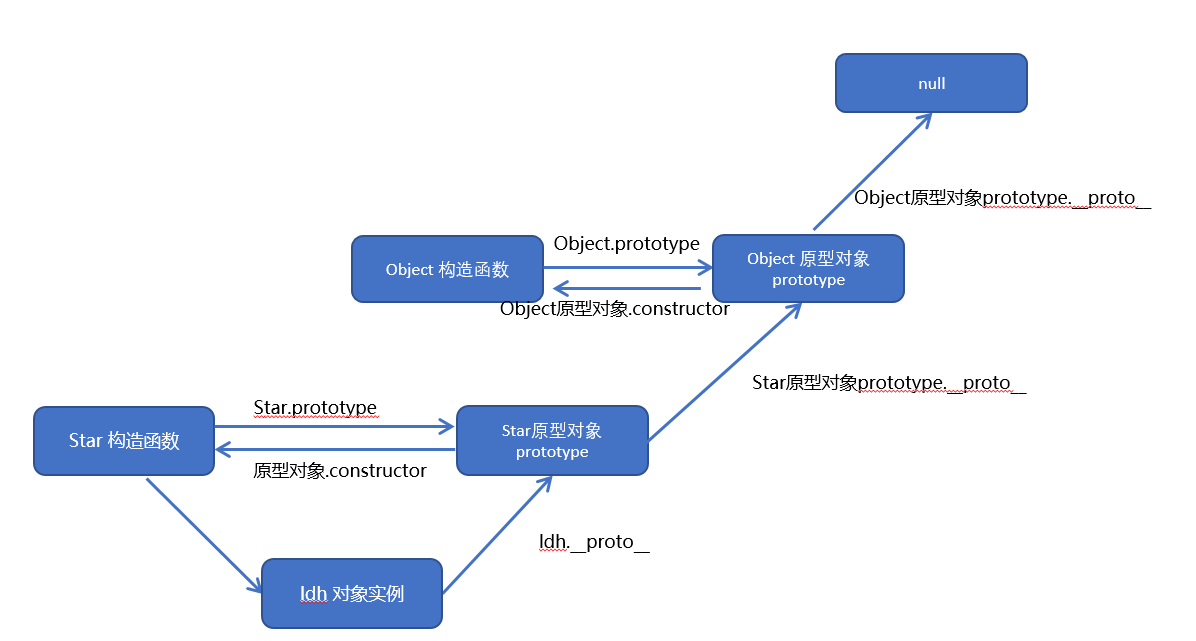 null
Object原型对象prototype.__proto__
Object.prototype
Object 构造函数
Object 原型对象
prototype
Object原型对象.constructor
Star原型对象prototype.__proto__
Star.prototype
Star 构造函数
Star原型对象
prototype
原型对象.constructor
ldh.__proto__
ldh 对象实例